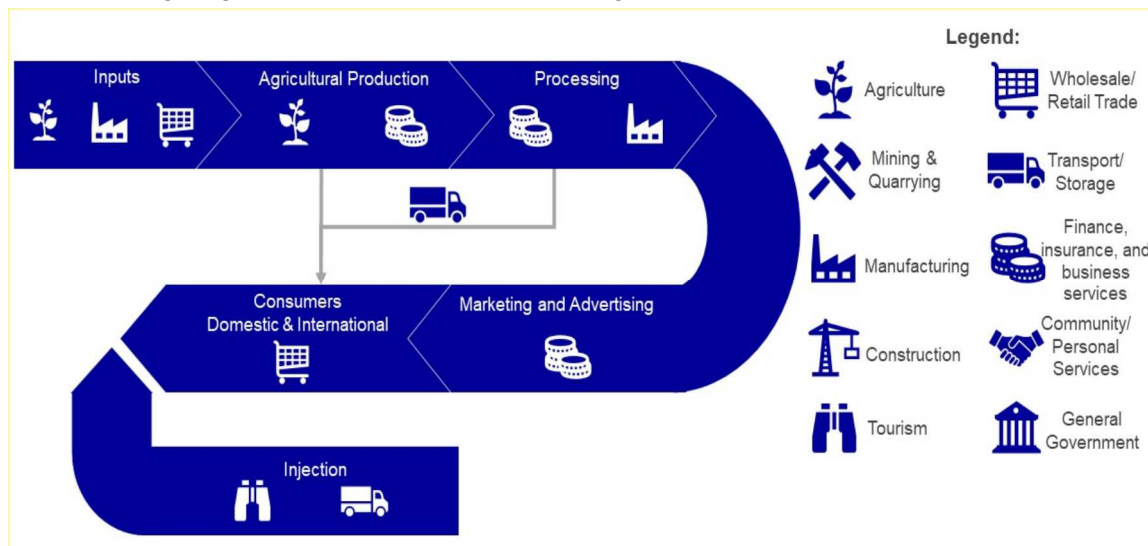 Legend:
Inputs
Agricultural Production
Processing
Consumers
Domestic & International
Marketing and Advertising
Injection
Agriculture
Wholesale/
Retail Trade
Mining &
Quarrying
Transport/
Storage
Manufacturing
Finance,
insurance, and
business
services
Construction
Community/
Personal
Services
Tourism
General
Government